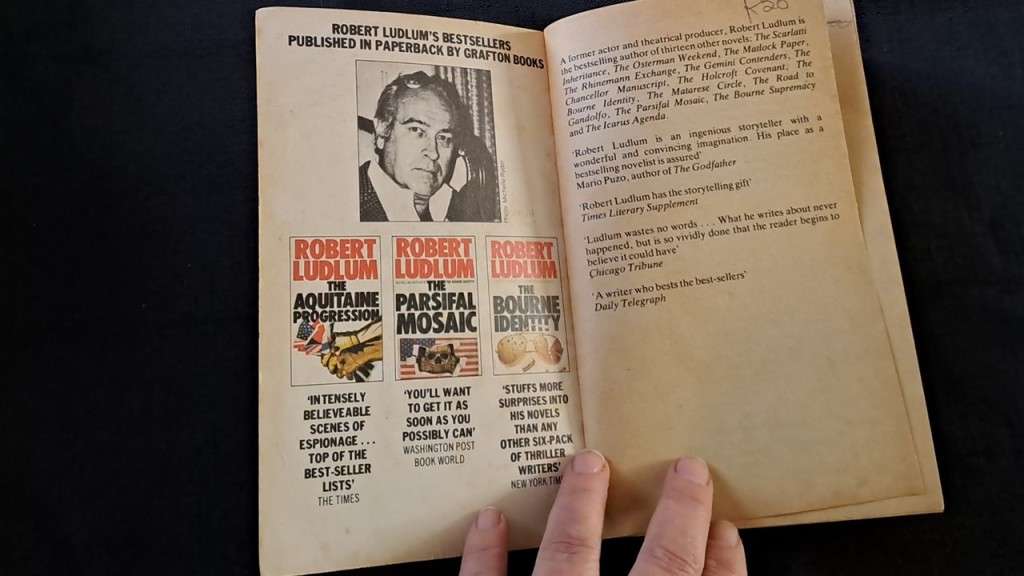 ROBERT LUDLUM'S BESTSELLERS
PUBLISHED IN PAPERBACK BY GRAFTON BOOKS
ROBERT
LUDLUM
THE
AQUITAINE
PROGRESSION
ROBERT
LUDLUM
THE
PARSIFAL
MOSAIC
ROBERT
LUDLUM
THE
BOURNE
IDENTITY
'INTENSELY
BELIEVEABLE
SCENES OF
ESPIONAGE...
TOP OF THE
BEST-SELLER
LISTS'
THE TIMES
'YOU'LL WANT
TO GET IT AS
SOON AS YOU
POSSIBLY CAN'
WASHINGTON POST
BOOK WORLD
'STUFFS MORE
SURPRISES INTO
HIS NOVELS
THAN ANY
OTHER SIX-PACK
OF THRILLER
WRITERS'
NEW YORK
A former actor and theatrical producer, Robert Ludlum is
the bestselling author of thirteen other novels: The Scarlatti
Inheritance, The Osterman Weekend, The Matlock Paper,
The Rhinemann Exchange, The Gemini Contenders, The
Chancellor Manuscript, The Holcroft Covenant, The
Bourne Identity, The Matarese Circle, The Road to
Gandolfo, The Parsifal Mosaic, The Bourne Supremacy
and The Icarus Agenda.
'Robert Ludlum is an ingenious storyteller with a
wonderful and convincing imagination. His place as a
bestselling novelist is assured'
Mario Puzo, author of The Godfather
'Robert Ludlum has the storytelling gift'
Times Literary Supplement
'Ludlum wastes no words . . . What he writes about never
happened, but is so vividly done that the reader begins to
believe it could have'
Chicago Tribune
'A writer who bests the best-sellers'
Daily Telegraph